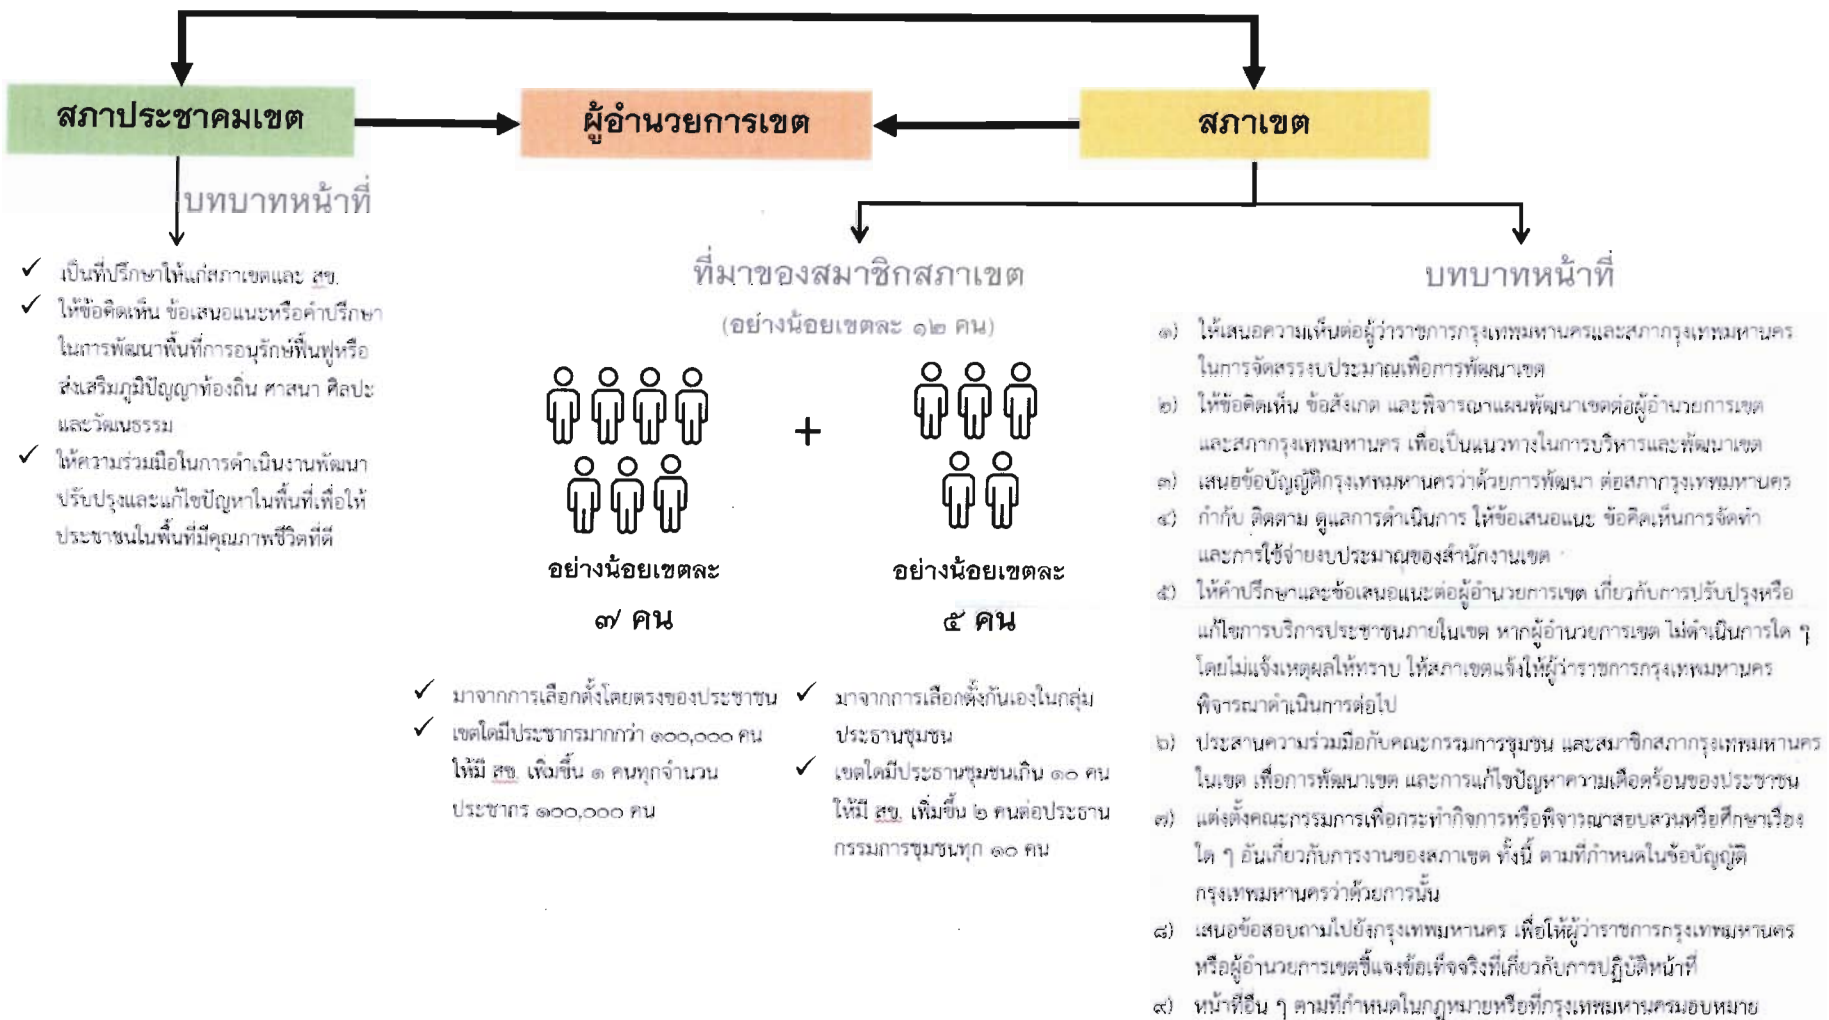 สภาประชาคมเขต
ผู้อำนวยการเขต
สภาเขต
บทบาทหน้าที่
✓ เป็นที่ปรึกษาให้แก่สภาเขตและ สข.
✓ ให้ข้อคิดเห็น ข้อเสนอแนะหรือคำปรึกษา
ในการพัฒนาพื้นที่การอนุรักษ์ฟื้นฟูหรือ
ส่งเสริมภูมิปัญญาท้องถิ่น ศาสนา ศิลปะ
และวัฒนธรรม
✓ ให้ความร่วมมือในการดำเนินงานพัฒนา
ปรับปรุงและแก้ไขปัญหาในพื้นที่เพื่อให้
ประชาชนในพื้นที่มีคุณภาพชีวิตที่ดี
ที่มาของสมาชิกสภาเขต
(อย่างน้อยเขตละ ๑๒ คน)
+
อย่างน้อยเขตละ
๗ คน
✓ มาจากการเลือกตั้งโดยตรงของประชาชน
✓ เขตใดมีประชากรมากกว่า ๑๐๐,๐๐๐ คน
ให้มี สข. เพิ่มขึ้น ๑ คนทุกจำนวน
ประชากร ๑๐๐,๐๐๐ คน
อย่างน้อยเขตละ
๕ คน
✓ มาจากการเลือกตั้งกันเองในกลุ่ม
ประธานชุมชน
✓ เขตใดมีประธานชุมชนเกิน ๑๐ คน
ให้มี สข. เพิ่มขึ้น ๒ คนต่อประธาน
กรรมการชุมชนทุก ๑๐ คน
บทบาทหน้าที่
๑) ให้เสนอความเห็นต่อผู้ว่าราชการกรุงเทพมหานครและสภากรุงเทพมหานคร
ในการจัดสรรงบประมาณเพื่อการพัฒนาเขต
๒) ให้ข้อคิดเห็น ข้อสังเกต และพิจารณาแผนพัฒนาเขตต่อผู้อำนวยการเขต
และสภากรุงเทพมหานคร เพื่อเป็นแนวทางในการบริหารและพัฒนาเขต
๓) เสนอข้อบัญญัติกรุงเทพมหานครว่าด้วยการพัฒนา ต่อสภากรุงเทพมหานคร
๔) กำกับ ติดตาม ดูแลการดำเนินการ ให้ข้อเสนอแนะ ข้อคิดเห็นการจัดทำ
และการใช้จ่ายงบประมาณของสำนักงานเขต
๕) ให้คำปรึกษาและข้อเสนอแนะต่อผู้อำนวยการเขต เกี่ยวกับการปรับปรุงหรือ
แก้ไขการบริการประชาชนภายในเขต หากผู้อำนวยการเขต ไม่ดำเนินการใด ๆ
โดยไม่แจ้งเหตุผลให้ทราบ ให้สภาเขตแจ้งให้ผู้ว่าราชการกรุงเทพมหานคร
พิจารณาดำเนินการต่อไป
๖) ประสานความร่วมมือกับคณะกรรมการชุมชน และสมาชิกสภากรุงเทพมหานคร
ในเขต เพื่อการพัฒนาเขต และการแก้ไขปัญหาความเดือดร้อนของประชาชน
๗) แต่งตั้งคณะกรรมการเพื่อกระทำกิจการหรือพิจารณาสอบสวนหรือศึกษาเรื่อง
ใด ๆ อันเกี่ยวกับการงานของสภาเขต ทั้งนี้ ตามที่กำหนดในข้อบัญญัติ
กรุงเทพมหานครว่าด้วยการนั้น
๘) เสนอข้อสอบถามไปยังกรุงเทพมหานคร เพื่อให้ผู้ว่าราชการกรุงเทพมหานคร
หรือผู้อำนวยการเขตชี้แจงข้อเท็จจริงที่เกี่ยวกับการปฏิบัติหน้าที่
๙) หน้าที่อื่น ๆ ตามที่กำหนดในกฎหมายหรือที่กรุงเทพมหานครมอบหมาย